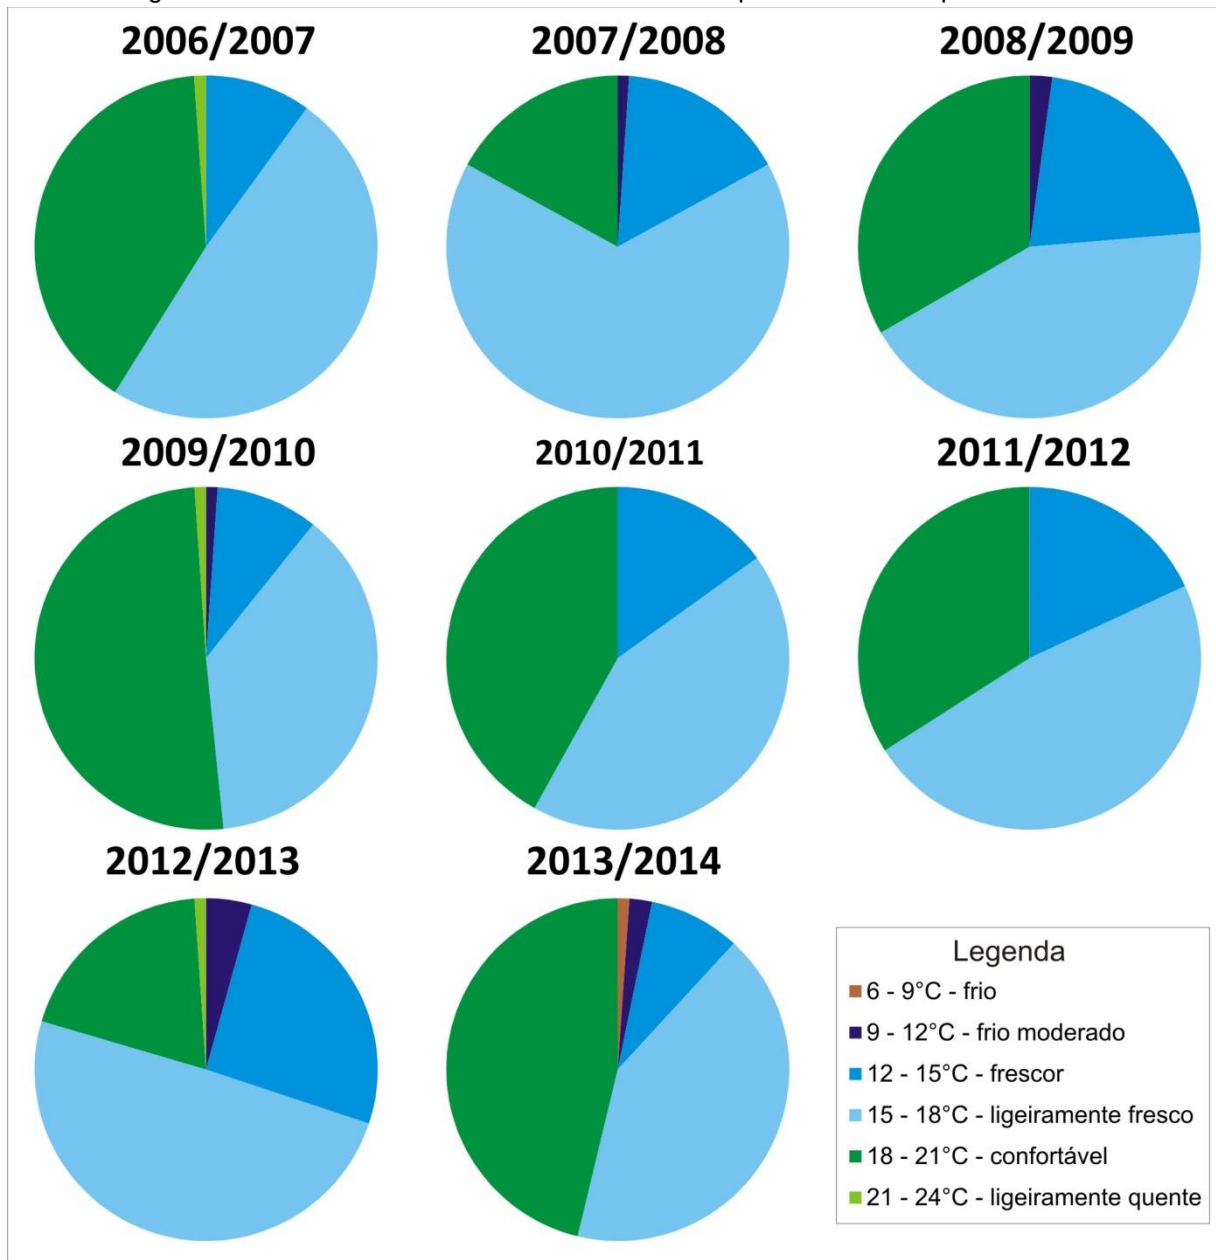 2006/2007
2007/2008
2008/2009
2009/2010
2010/2011
2011/2012
2012/2013
2013/2014
Legenda
6 - 9°C - frio
9 - 12°C - frio moderado
12 - 15°C - frescor
15 - 18°C - ligeiramente fresco
18 - 21°C - confortável
21 - 24°C - ligeiramente quente